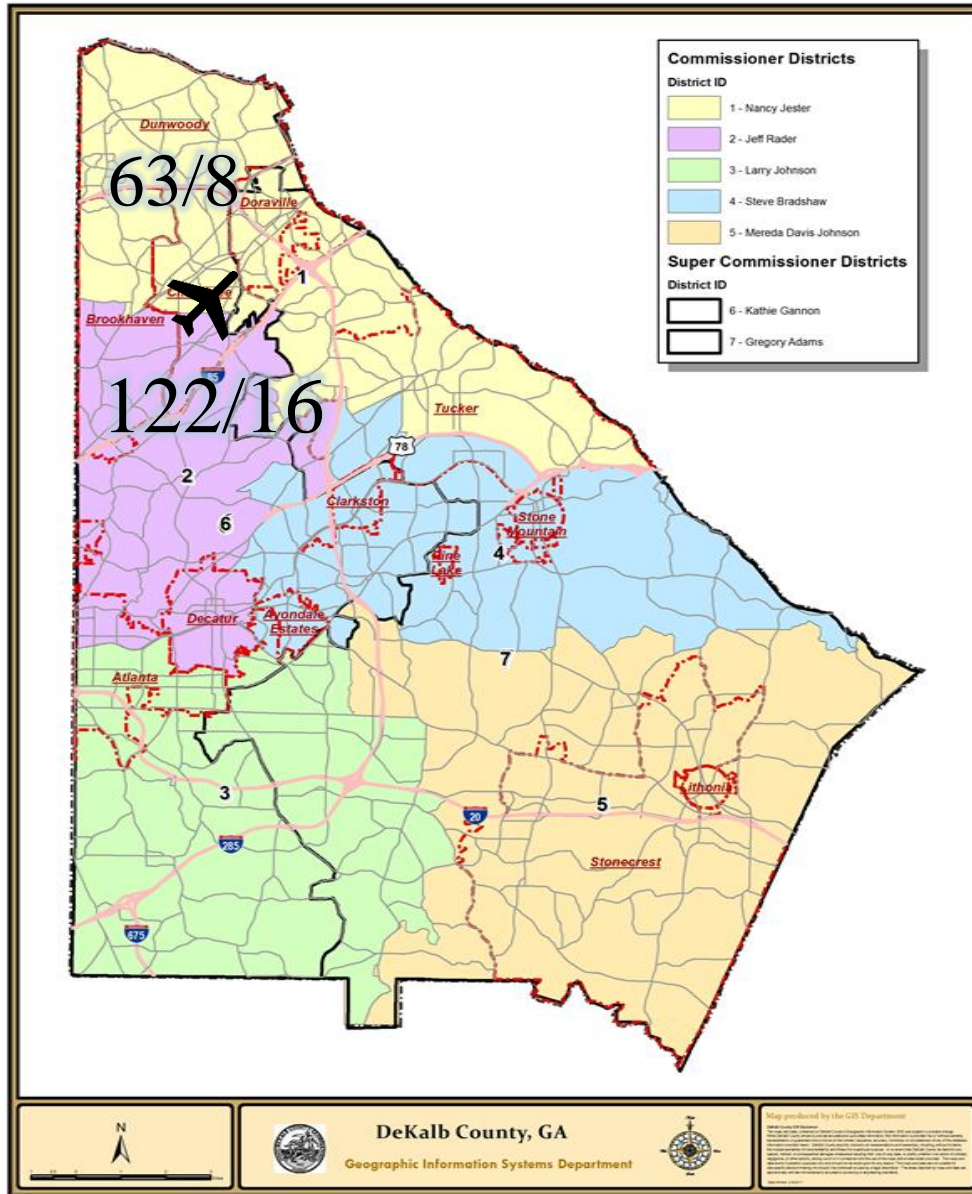 Commissioner Districts
District ID
1 - Nancy Jester
2 - Jeff Rader
3 - Larry Johnson
4 - Steve Bradshaw
5 - Mereda Davis Johnson
Super Commissioner Districts
District ID
6 - Kathie Gannon
7 - Gregory Adams
Dunwoody
63/8
Doraville
1
Brookhaven
85
122/16
Tucker
78
2
Clarkston
6
Stone
Mountain
4
Lake
Decatur
Avondale
Estates
7
Atlanta
3
5
20
285
Stonecrest
675
N
DeKalb County, GA
Geographic Information Systems Department
Map produced by the GIS Department